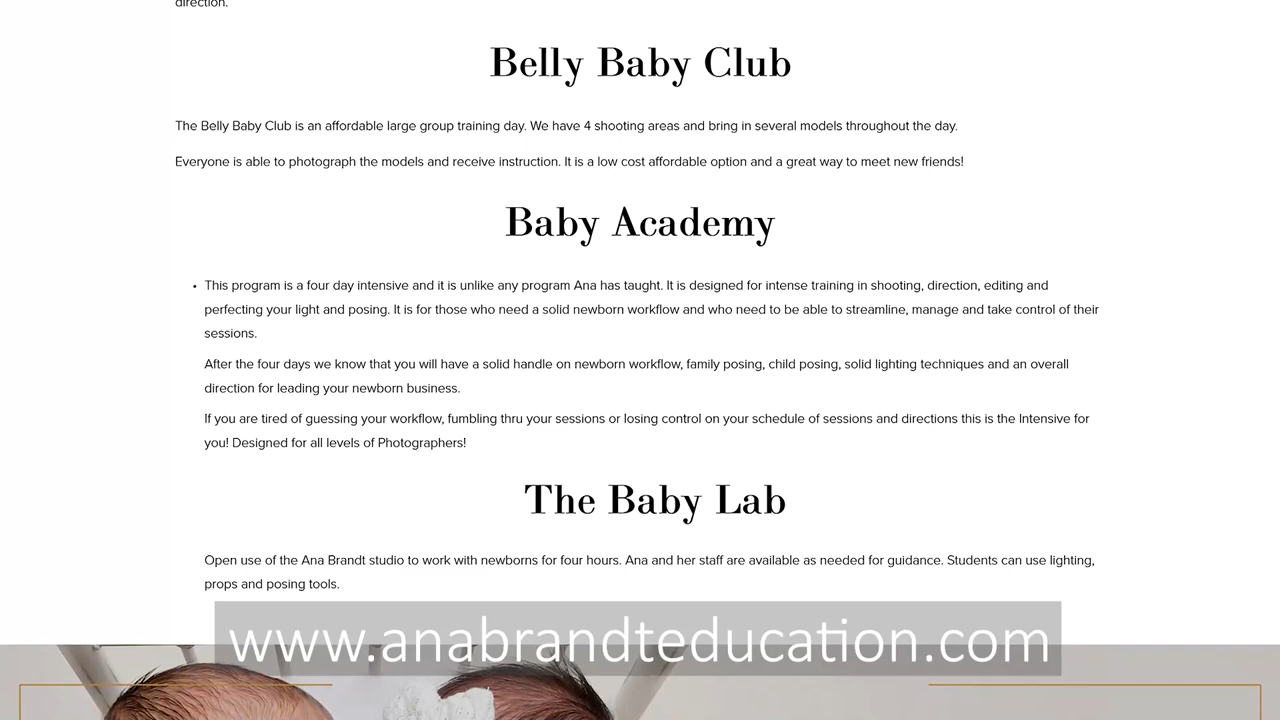 direction.
Belly Baby Club
The Belly Baby Club is an affordable large group training day. We have 4 shooting areas and bring in several models throughout the day.
Everyone is able to photograph the models and receive instruction. It is a low cost affordable option and a great way to meet new friends!
Baby Academy
• This program is a four day intensive and it is unlike any program Ana has taught. It is designed for intense training in shooting, direction, editing and
perfecting your light and posing. It is for those who need a solid newborn workflow and who need to be able to streamline, manage and take control of their
sessions.
After the four days we know that you will have a solid handle on newborn workflow, family posing, child posing, solid lighting techniques and an overall
direction for leading your newborn business.
If you are tired of guessing your workflow, fumbling thru your sessions or losing control on your schedule of sessions and directions this is the Intensive for
you! Designed for all levels of Photographers!
The Baby Lab
Open use of the Ana Brandt studio to work with newborns for four hours. Ana and her staff are available as needed for guidance. Students can use lighting,
props and posing tools.
www.anabrandteducation.com